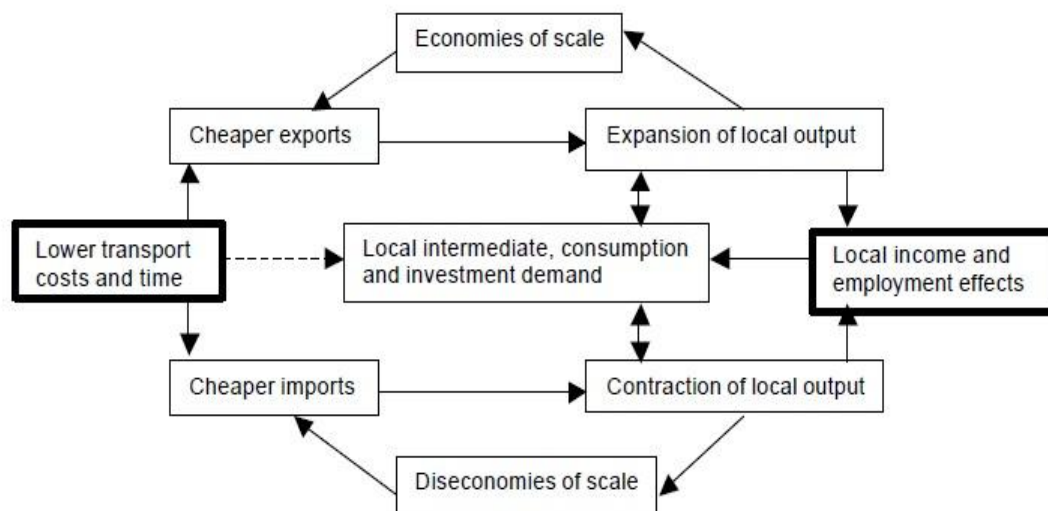 Economies of scale
Cheaper exports
Expansion of local output
Lower transport
costs and time
Local intermediate, consumption
and investment demand
Local income and
employment effects
Cheaper imports
Contraction of local output
Diseconomies of scale